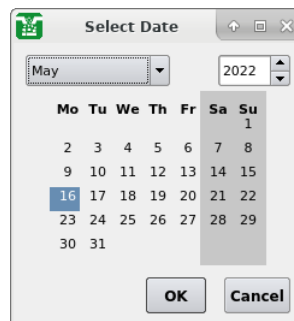 Select Date
May 2022
Mo Tu We Th Fr Sa Su
1
2 3 4 5 6 7 8
9 10 11 12 13 14 15
16 17 18 19 20 21 22
23 24 25 26 27 28 29
30 31
OK Cancel